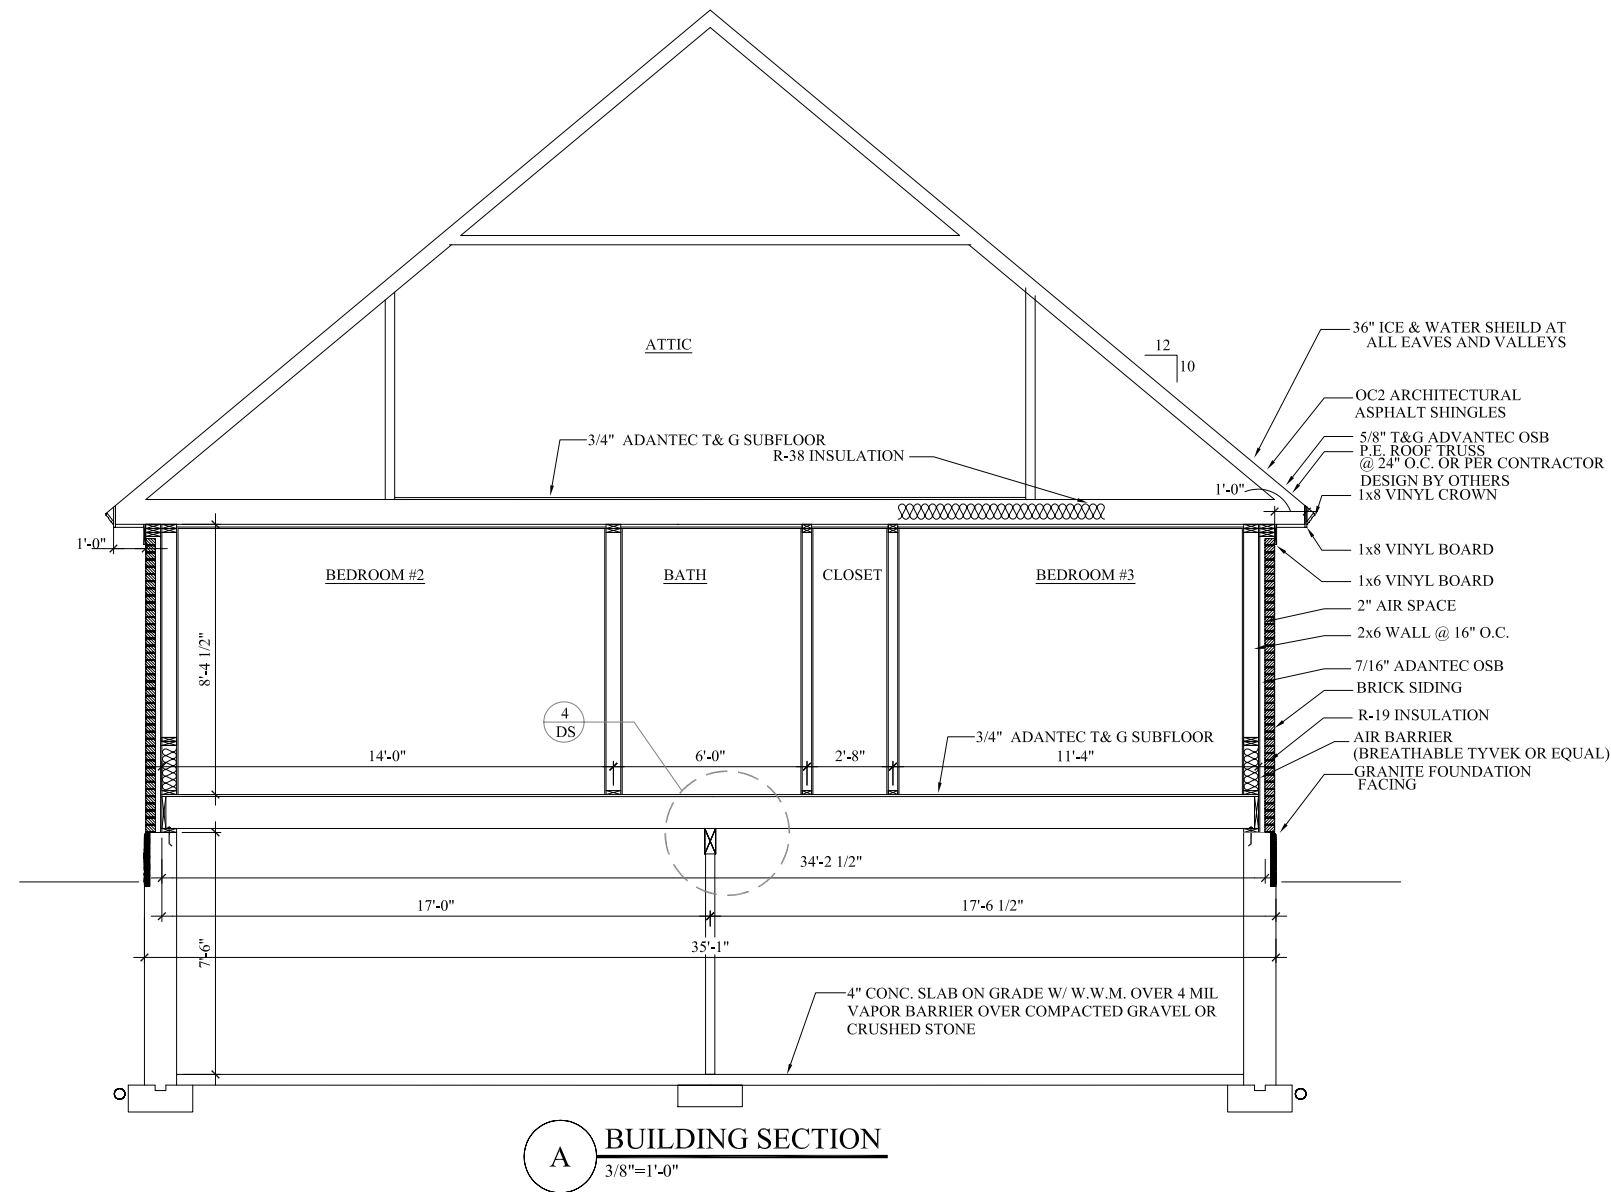 ATTIC
12
10
36" ICE & WATER SHEILD AT
ALL EAVES AND VALLEYS
OC2 ARCHITECTURAL
ASPHALT SHINGLES
5/8" T&G ADVANTEC OSB
P.E. ROOF TRUSS
@ 24" O.C. OR PER CONTRACTOR
DESIGN BY OTHERS
1x8 VINYL CROWN
3/4" ADANTEC T& G SUBFLOOR
R-38 INSULATION
1'-0"
1'-0"
1x8 VINYL BOARD
1x6 VINYL BOARD
2" AIR SPACE
2x6 WALL @ 16" O.C.
7/16" ADANTEC OSB
BRICK SIDING
R-19 INSULATION
AIR BARRIER
(BREATHABLE TYVEK OR EQUAL)
GRANITE FOUNDATION
FACING
BEDROOM #2
BATH
CLOSET
BEDROOM #3
8'-4 1/2"
4
DS
3/4" ADANTEC T& G SUBFLOOR
14'-0"
6'-0"
2'-8"
11'-4"
34'-2 1/2"
17'-0"
17'-6 1/2"
7'-6"
35'-1"
4" CONC. SLAB ON GRADE W/ W.W.M. OVER 4 MIL
VAPOR BARRIER OVER COMPACTED GRAVEL OR
CRUSHED STONE
A
BUILDING SECTION
3/8"=1'-0"